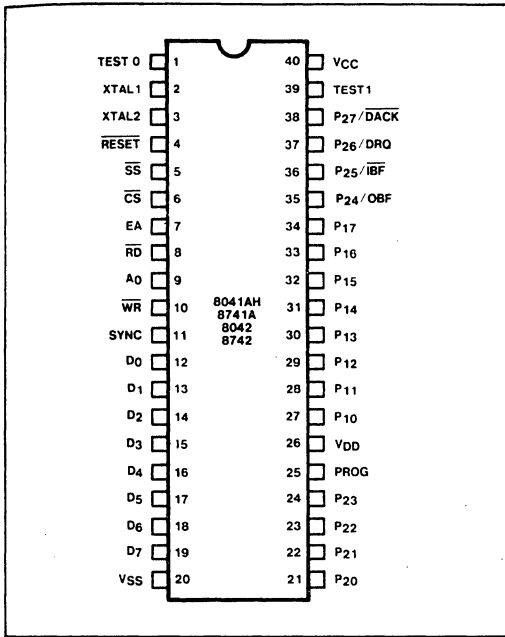 TEST 0 1 40 VCC
XTAL1 2 39 TEST1
XTAL2 3 38 P27/DACK
RESET 4 37 P26/DRQ
SS 5 36 P25/IBF
CS 6 35 P24/OBF
EA 7 34 P17
RD 8 33 P16
A0 9 32 P15
WR 10 31 P14
SYNC 11 30 P13
D0 12 29 P12
D1 13 28 P11
D2 14 27 P10
D3 15 26 VDD
D4 16 25 PROG
D5 17 24 P23
D6 18 23 P22
D7 19 22 P21
VSS 20 21 P20
8041AH
8741A
8042
8742